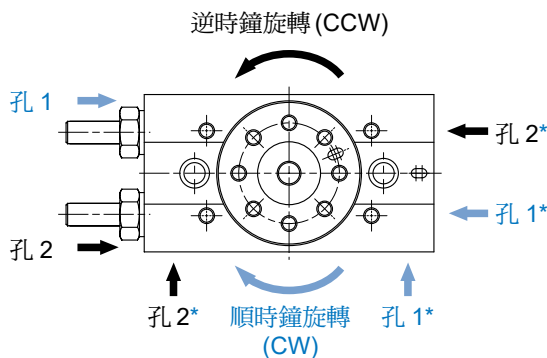 逆時鐘旋轉 (CCW)
孔 1
孔 2*
孔 1*
孔 2
孔 2*
順時鐘旋轉
(CW)
孔 1*